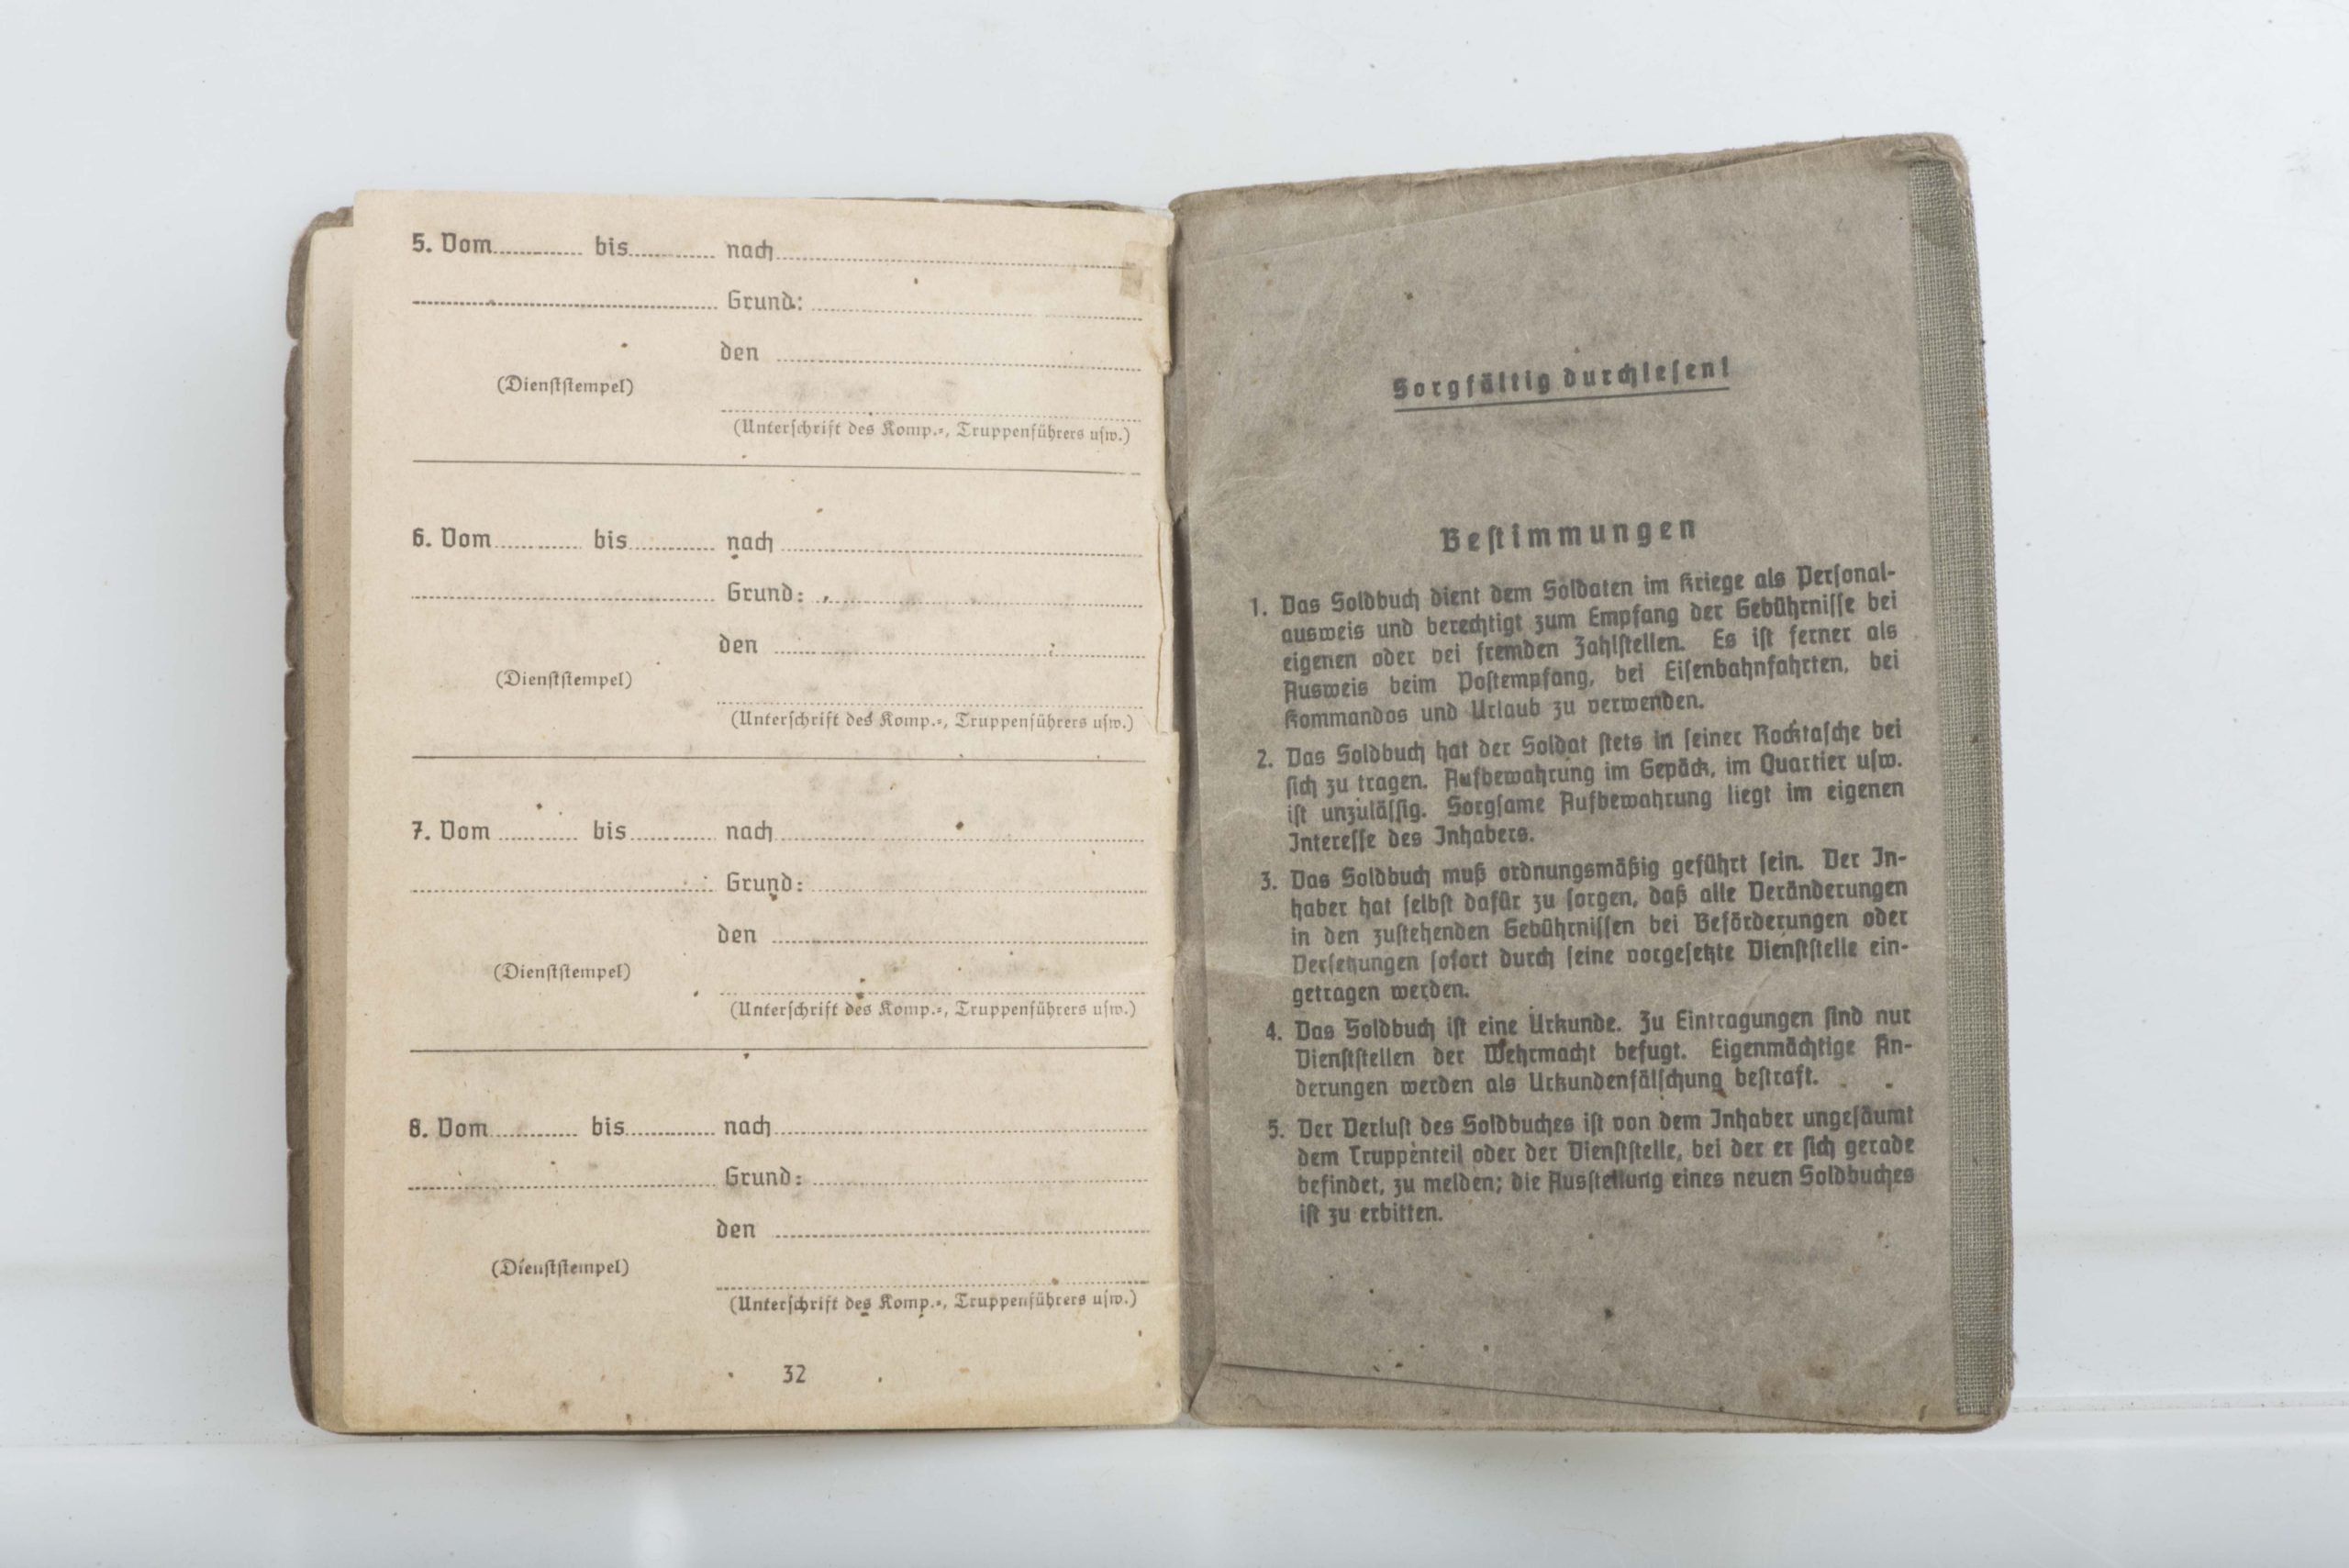 5. Vom............ bis............ nach............
............ Grund: ............
den ............
(Dienststempel)
(Unterschrift des Komp.-, Truppenführers usw.)
6. Vom............ bis............ nach............
............ Grund: ............
den ............
(Dienststempel)
(Unterschrift des Komp.-, Truppenführers usw.)
7. Vom............ bis............ nach............
............ Grund: ............
den ............
(Dienststempel)
(Unterschrift des Komp.-, Truppenführers usw.)
8. Vom............ bis............ nach............
............ Grund: ............
den ............
(Dienststempel)
(Unterschrift des Komp.-, Truppenführers usw.)
32
Sorgfältig durchlesen!
Bestimmungen
1. Das Soldbuch dient dem Soldaten im Kriege als Personal-
ausweis und berechtigt zum Empfang der Gebührnisse bei
eigenen oder bei fremden Zahlstellen. Es ist ferner als
Ausweis beim Postempfang, bei Eisenbahnfahrten, bei
Kommandos und Urlaub zu verwenden.
2. Das Soldbuch hat der Soldat stets in seiner Rocktasche bei
sich zu tragen. Aufbewahrung im Gepäck, im Quartier usw.
ist unzulässig. Sorgsame Aufbewahrung liegt im eigenen
Interesse des Inhabers.
3. Das Soldbuch muß ordnungsmäßig geführt sein. Der In-
haber hat selbst dafür zu sorgen, daß alle Veränderungen
in den zustehenden Gebührnissen bei Beförderungen oder
Versetzungen sofort durch seine vorgesetzte Dienststelle ein-
getragen werden.
4. Das Soldbuch ist eine Urkunde. Zu Eintragungen sind nur
Dienststellen der Wehrmacht befugt. Eigenmächtige Än-
derungen werden als Urkundenfälschung bestraft.
5. Der Verlust des Soldbuches ist von dem Inhaber ungesäumt
dem Truppenteil oder der Dienststelle, bei der er sich gerade
befindet, zu melden; die Ausstellung eines neuen Soldbuches
ist zu erbitten.